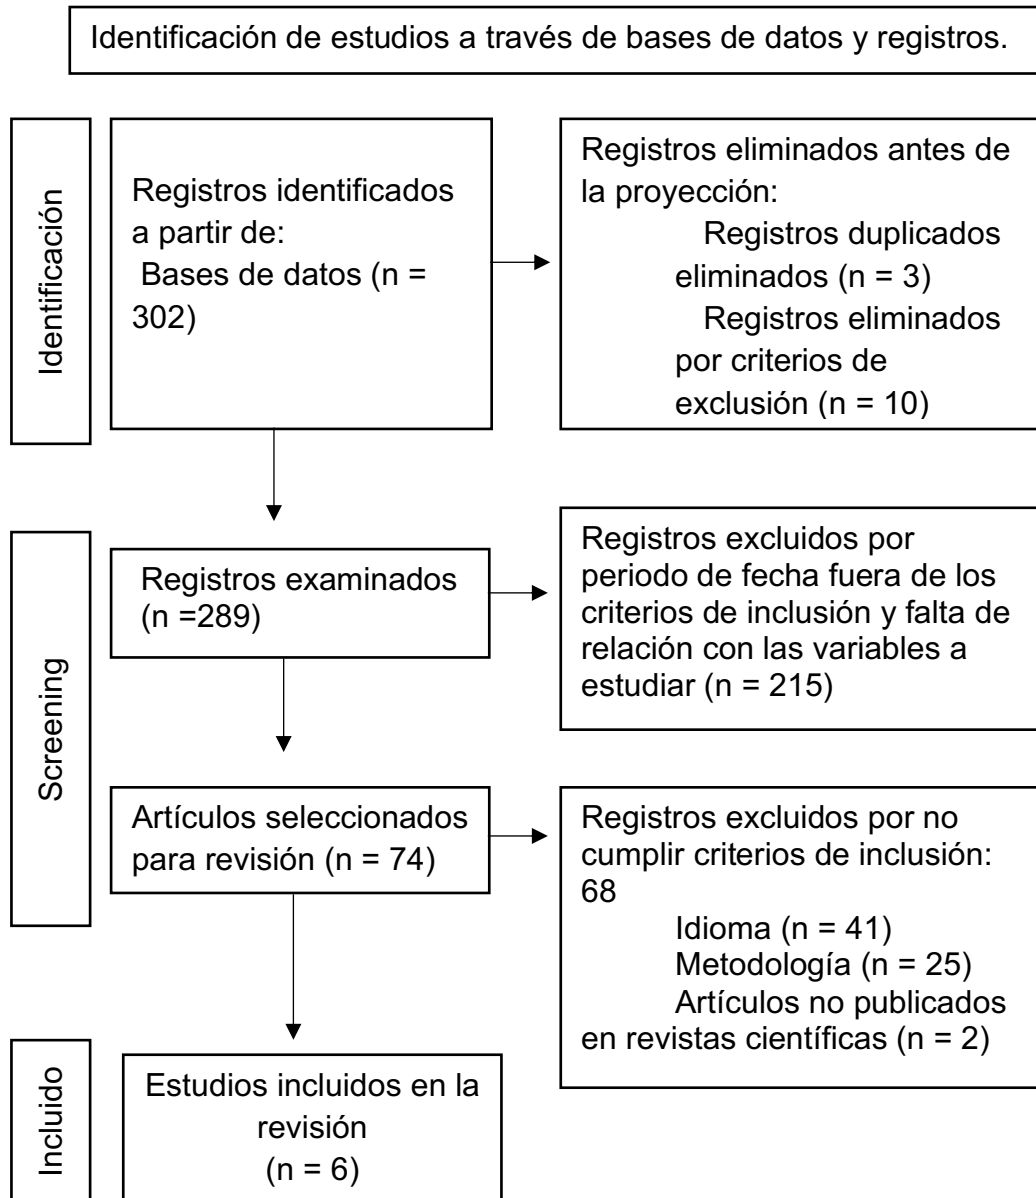 Identificación de estudios a través de bases de datos y registros.
Identificación
Registros identificados
a partir de:
Bases de datos (n =
302)
Registros eliminados antes de
la proyección:
Registros duplicados
eliminados (n = 3)
Registros eliminados
por criterios de
exclusión (n = 10)
Screening
Registros examinados
(n =289)
Registros excluidos por
periodo de fecha fuera de los
criterios de inclusión y falta de
relación con las variables a
estudiar (n = 215)
Artículos seleccionados
para revisión (n = 74)
Registros excluidos por no
cumplir criterios de inclusión:
68
Idioma (n = 41)
Metodología (n = 25)
Artículos no publicados
en revistas científicas (n = 2)
Incluido
Estudios incluidos en la
revisión
(n = 6)